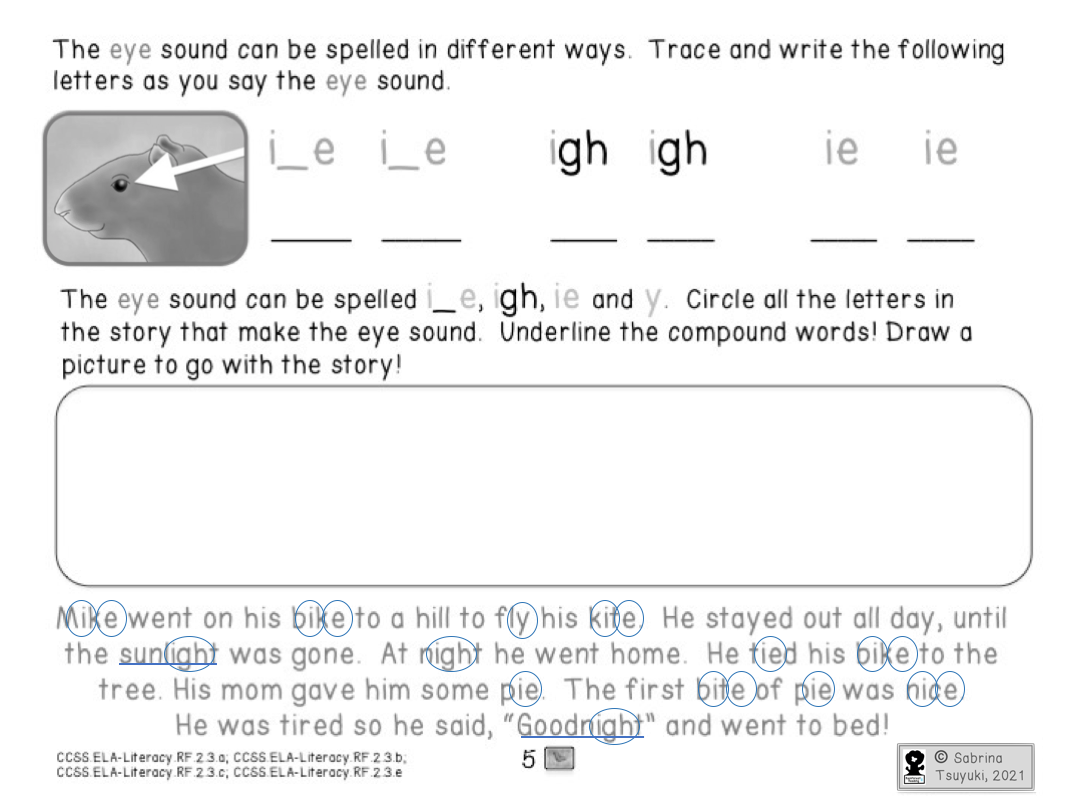 The eye sound can be spelled in different ways. Trace and write the following
letters as you say the eye sound.
i_e i_e igh igh ie ie
______ ______ _____ _____ _____ _____
The eye sound can be spelled i_e, igh, ie and y. Circle all the letters in
the story that make the eye sound. Underline the compound words! Draw a
picture to go with the story!
Mike went on his bike to a hill to fly his kite. He stayed out all day, until
the sunlight was gone. At night he went home. He tied his bike to the
tree. His mom gave him some pie. The first bite of pie was nice.
He was tired so he said, "Goodnight" and went to bed!
CCSS.ELA-Literacy.RF.2.3.a; CCSS.ELA-Literacy.RF.2.3.b;
CCSS.ELA-Literacy.RF.2.3.c; CCSS.ELA-Literacy.RF.2.3.e
5
© Sabrina
Tsuyuki, 2021